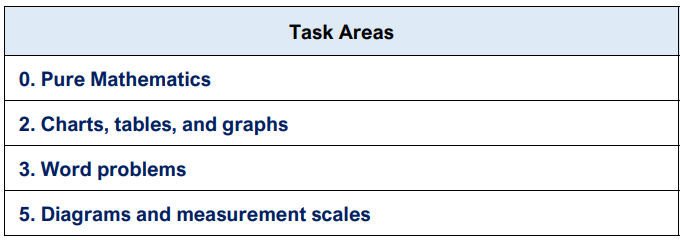 Task Areas
0. Pure Mathematics
2. Charts, tables, and graphs
3. Word problems
5. Diagrams and measurement scales